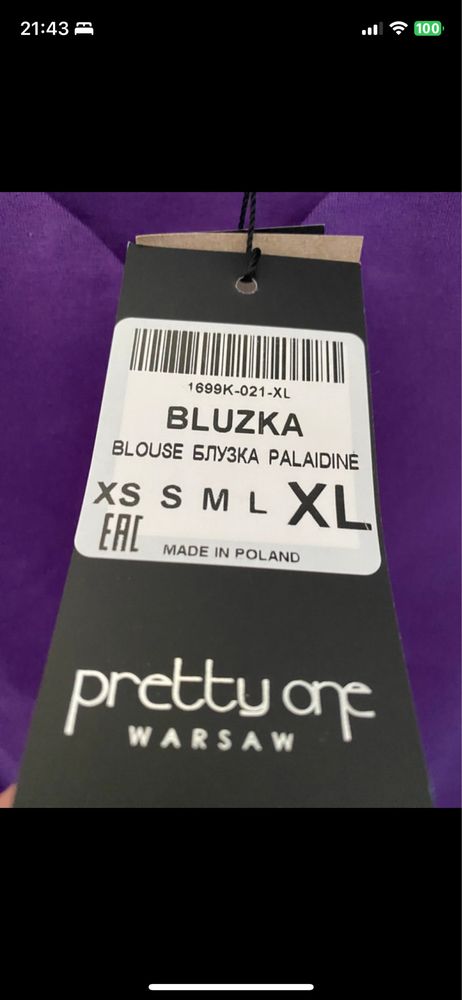 21:43
100
1699K-021-XL
BLUZKA
BLOUSE БЛУЗКА PALAIDINĖ
XS S M L XL
EAC
MADE IN POLAND
pretty one
WARSAW